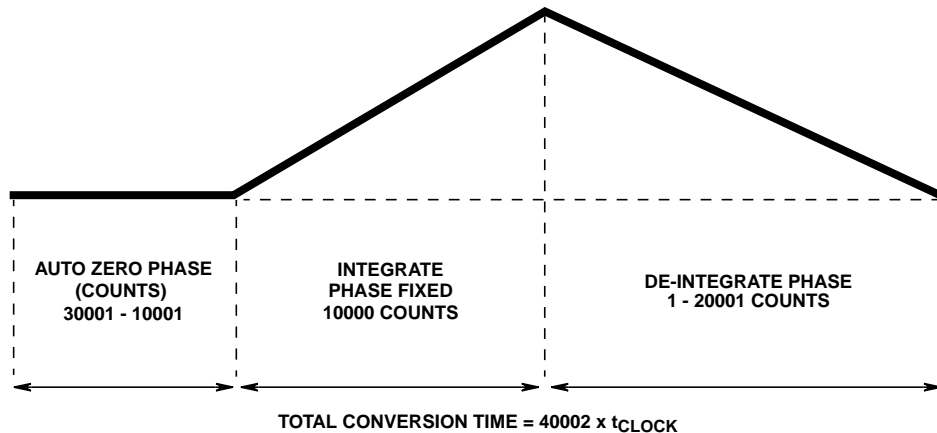 AUTO ZERO PHASE
(COUNTS)
30001 - 10001
INTEGRATE
PHASE FIXED
10000 COUNTS
DE-INTEGRATE PHASE
1 - 20001 COUNTS
TOTAL CONVERSION TIME = 40002 x tCLOCK